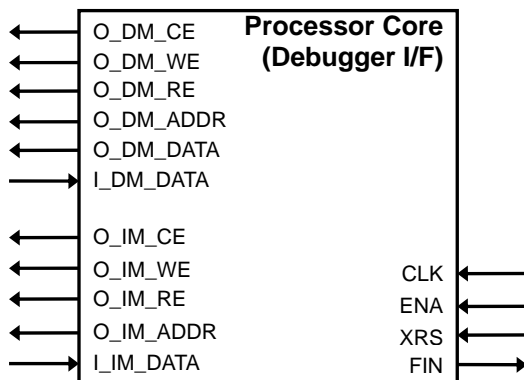 Processor Core
(Debugger I/F)
O_DM_CE
O_DM_WE
O_DM_RE
O_DM_ADDR
O_DM_DATA
I_DM_DATA
O_IM_CE
O_IM_WE
O_IM_RE
O_IM_ADDR
I_IM_DATA
CLK
ENA
XRS
FIN